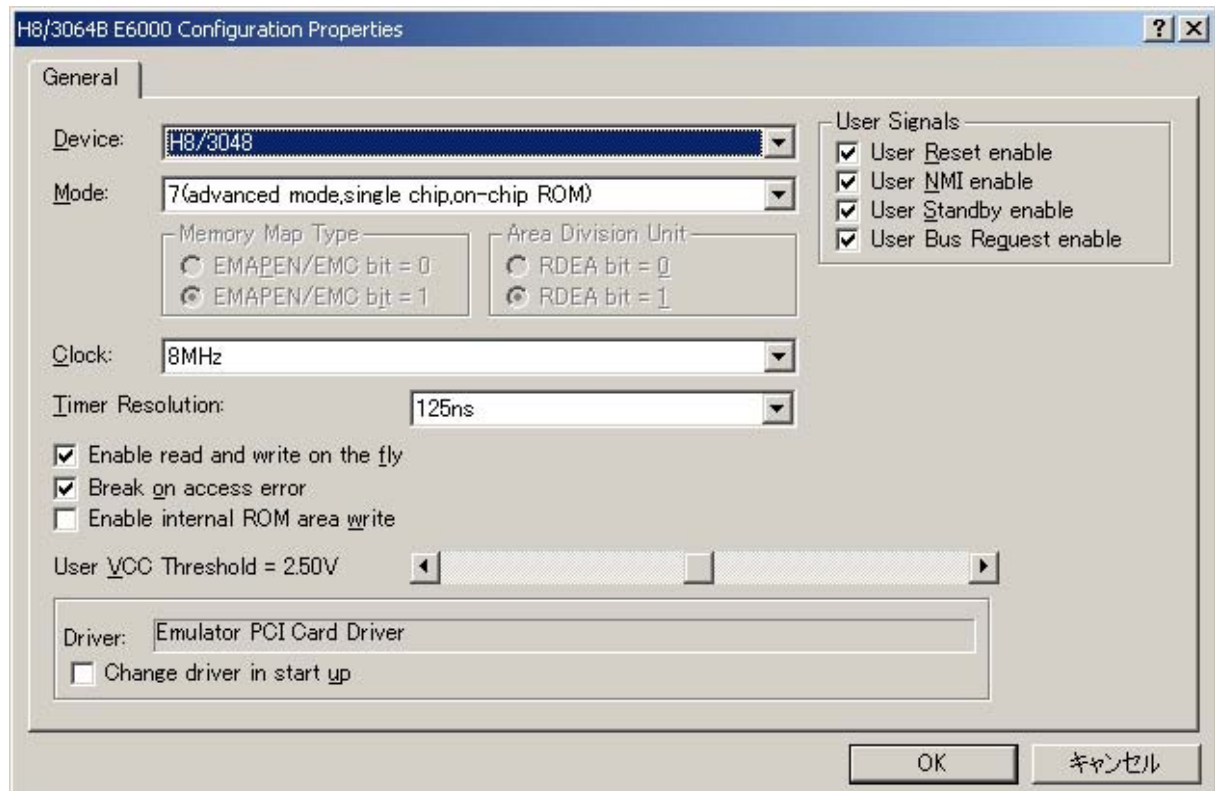 H8/3064B E6000 Configuration Properties
General
Device:
H8/3048
Mode:
7(advanced mode,single chip,on-chip ROM)
Memory Map Type
EMAPEN/EMC bit = 0
EMAPEN/EMC bit = 1
Area Division Unit
RDEA bit = 0
RDEA bit = 1
User Signals
User Reset enable
User NMI enable
User Standby enable
User Bus Request enable
Clock:
8MHz
Timer Resolution:
125ns
Enable read and write on the fly
Break on access error
Enable internal ROM area write
User VCC Threshold = 2.50V
Driver:
Emulator PCI Card Driver
Change driver in start up
OK
キャンセル